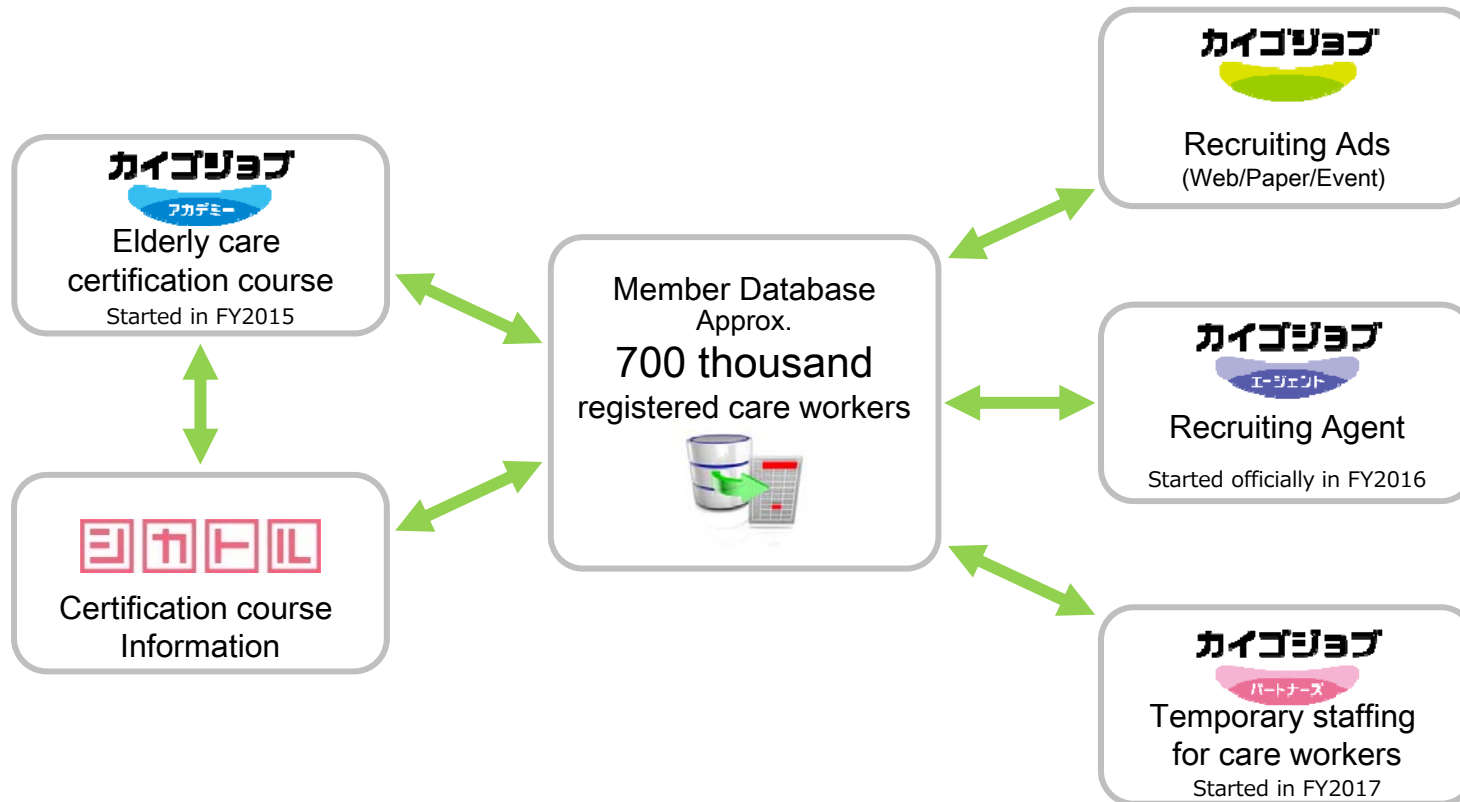 カイゴジョブ
アカデミー
Elderly care
certification course
Started in FY2015
シカトル
Certification course
Information
Member Database
Approx.
700 thousand
registered care workers
カイゴジョブ
Recruiting Ads
(Web/Paper/Event)
カイゴジョブ
エージェント
Recruiting Agent
Started officially in FY2016
カイゴジョブ
パートナーズ
Temporary staffing
for care workers
Started in FY2017